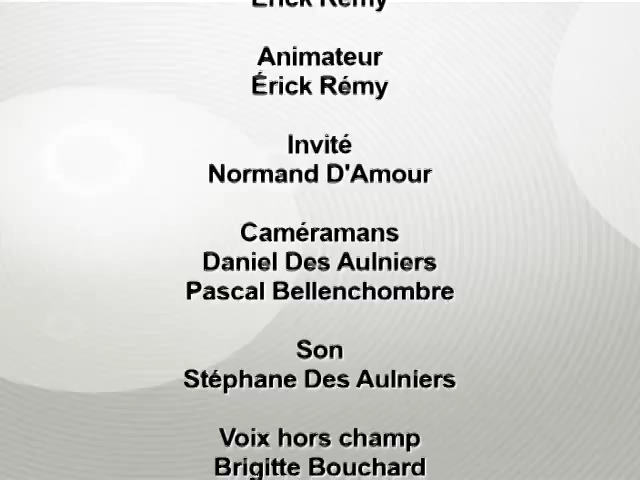 Érick Rémy
Animateur
Érick Rémy
Invité
Normand D'Amour
Caméramans
Daniel Des Aulniers
Pascal Bellenchombre
Son
Stéphane Des Aulniers
Voix hors champ
Brigitte Bouchard